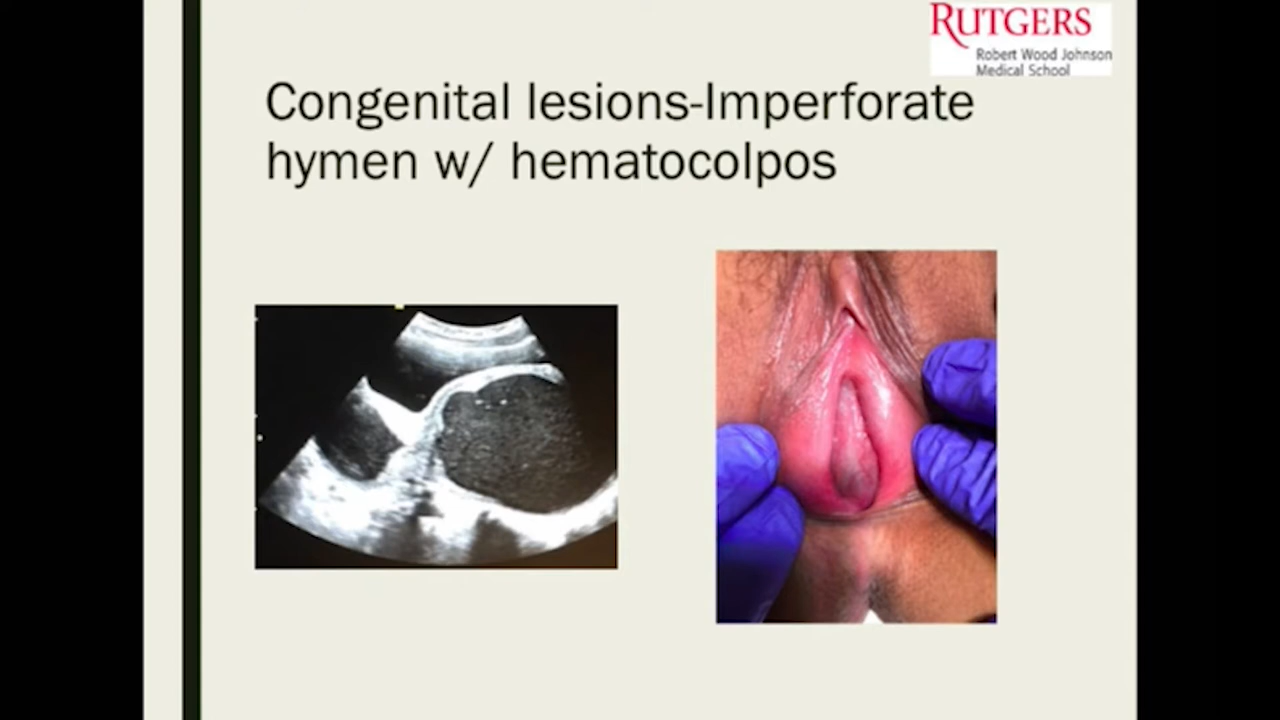 RUTGERS
Robert Wood Johnson
Medical School
Congenital lesions-Imperforate
hymen w/ hematocolpos